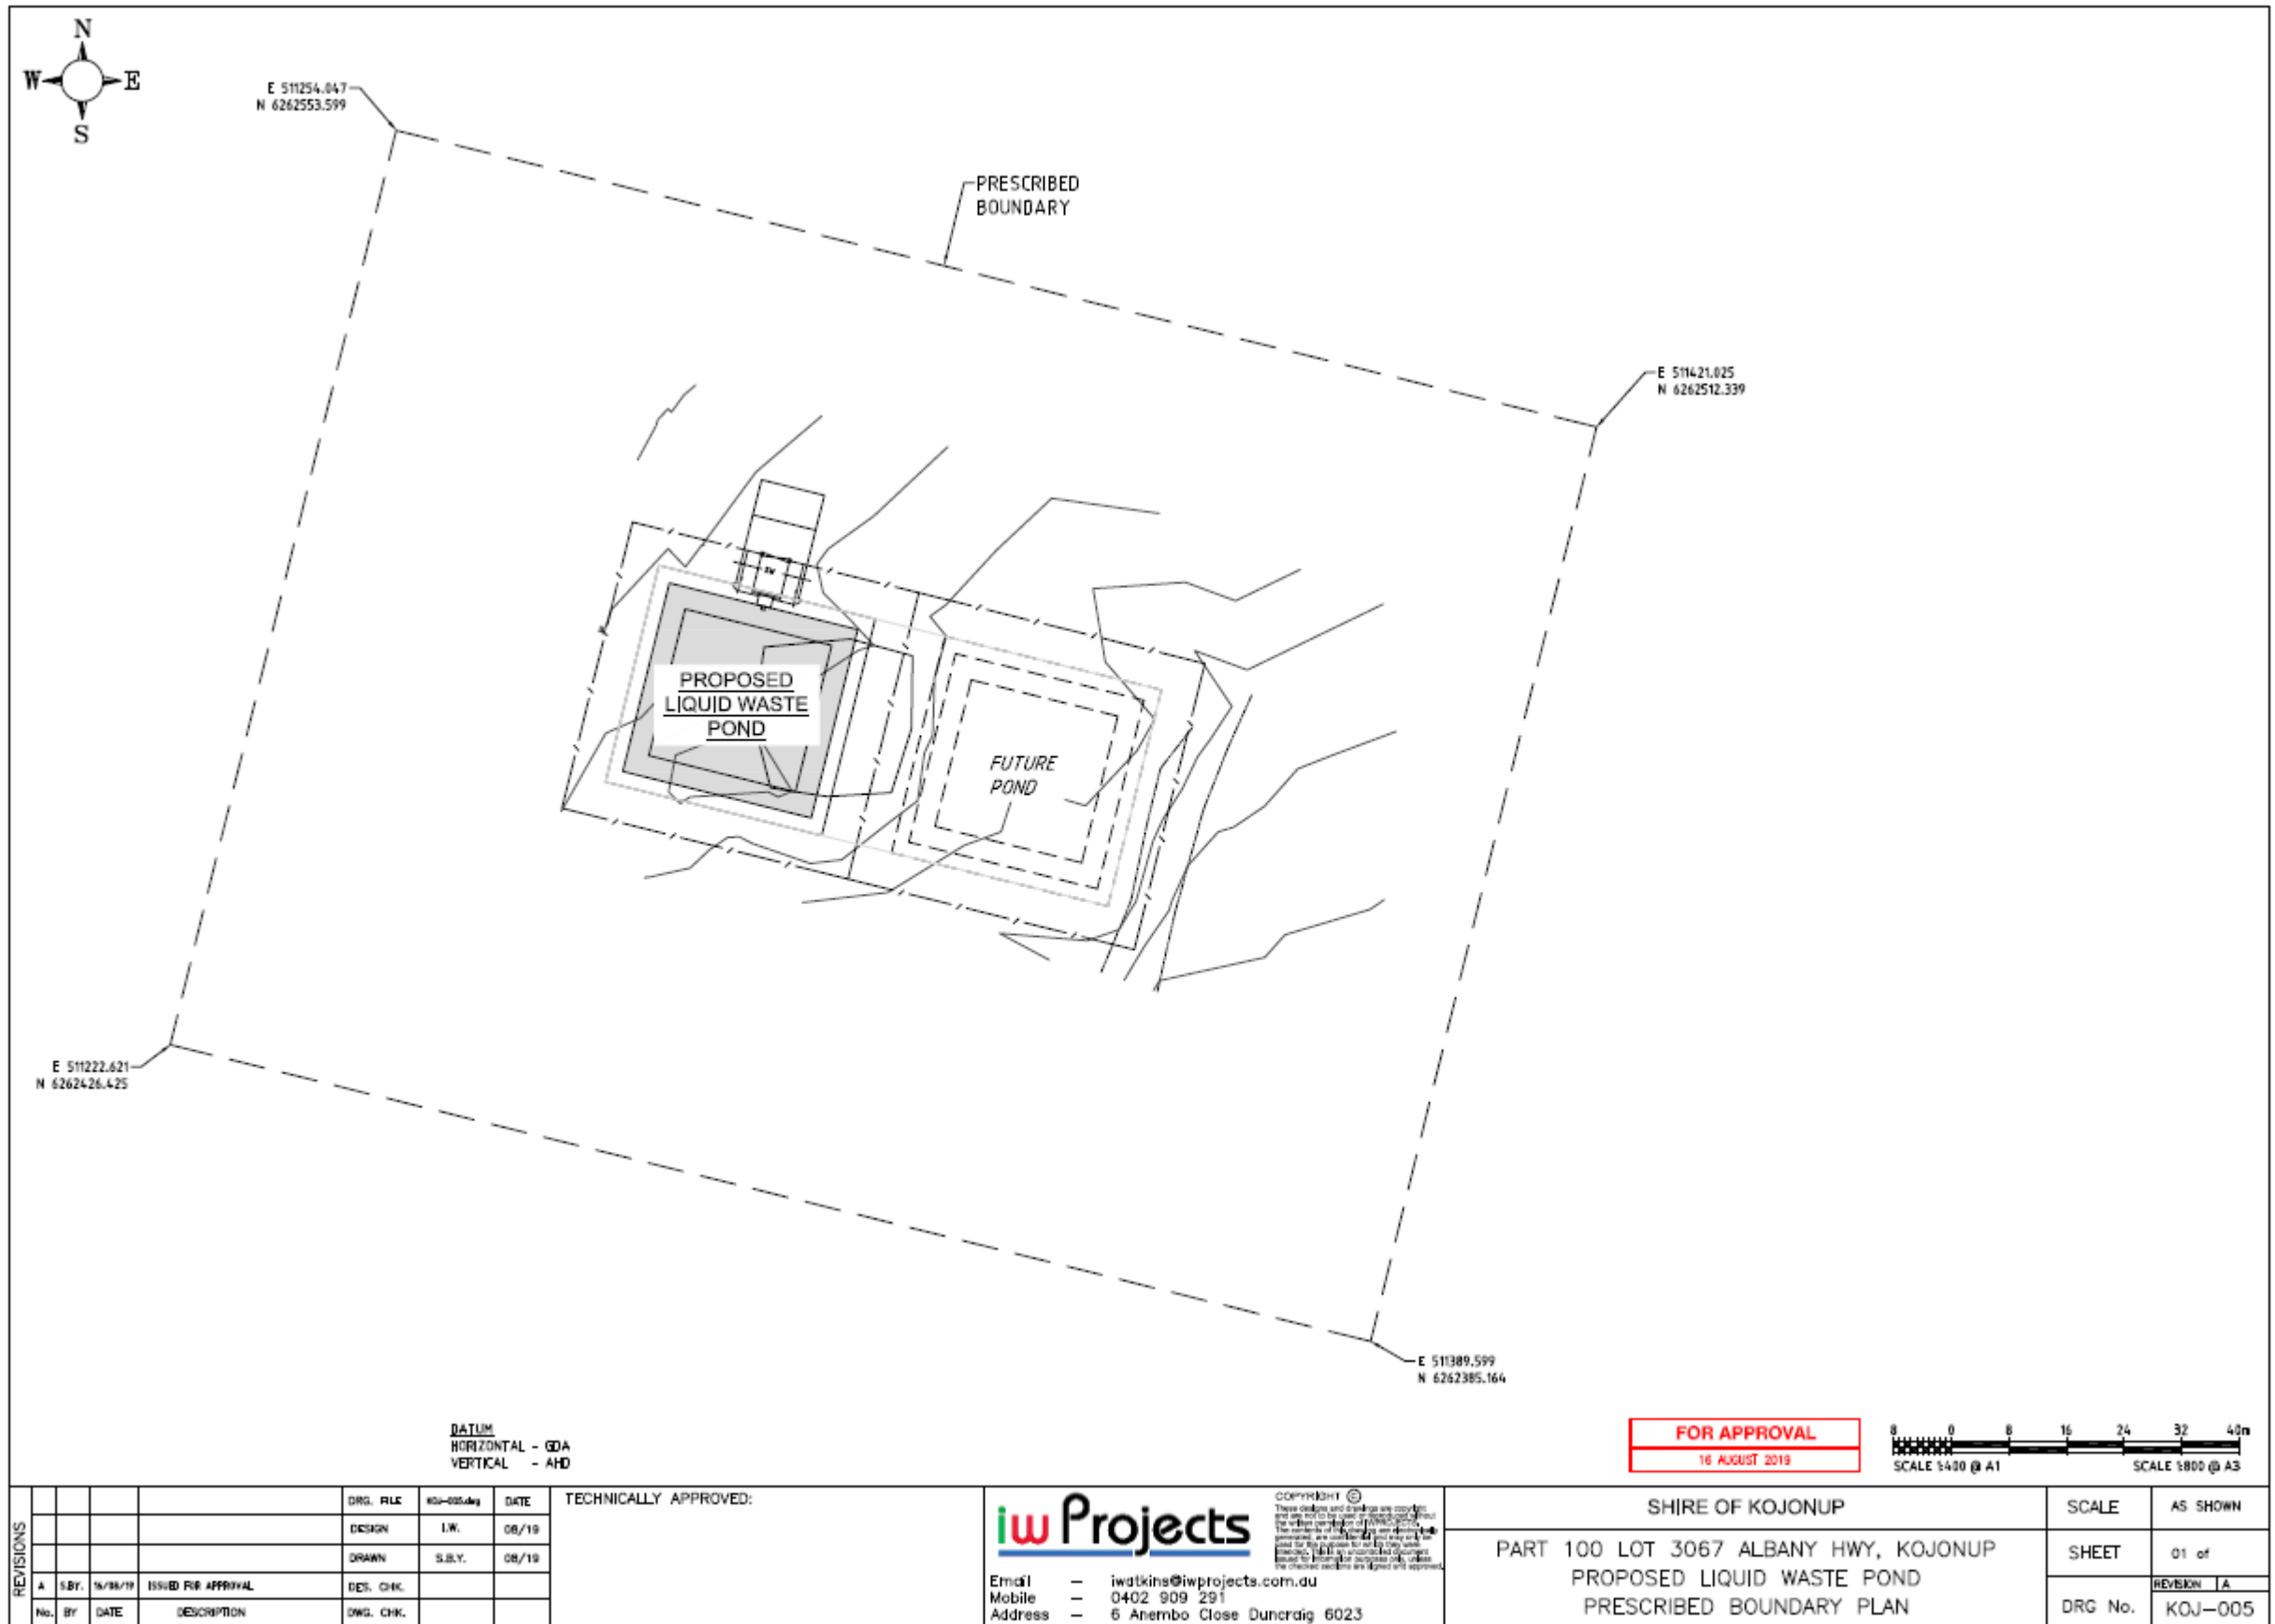 N
W E
S
E 511254.047
N 6262553.599
PRESCRIBED
BOUNDARY
E 511421.025
N 6262512.339
PROPOSED
LIQUID WASTE
POND
FUTURE
POND
E 511222.621
N 6262426.425
E 511389.599
N 6262385.164
DATUM
HORIZONTAL - GDA
VERTICAL - AHD
FOR APPROVAL
16 AUGUST 2019
8 0 8 16 24 32 40m
SCALE 1:400 @ A1 SCALE 1:800 @ A3
REVISIONS
A S.B.Y. 16/08/19 ISSUED FOR APPROVAL
No. BY DATE DESCRIPTION
DRG. FILE KOJ-005.dwg DATE
DESIGN I.W. 08/19
DRAWN S.B.Y. 08/19
DES. CHK.
DWG. CHK.
TECHNICALLY APPROVED:
iw Projects
COPYRIGHT ©
Email – iwatkins@iwprojects.com.au
Mobile – 0402 909 291
Address – 6 Anembo Close Duncraig 6023
SHIRE OF KOJONUP
PART 100 LOT 3067 ALBANY HWY, KOJONUP
PROPOSED LIQUID WASTE POND
PRESCRIBED BOUNDARY PLAN
SCALE AS SHOWN
SHEET 01 of
REVISION A
DRG No. KOJ-005